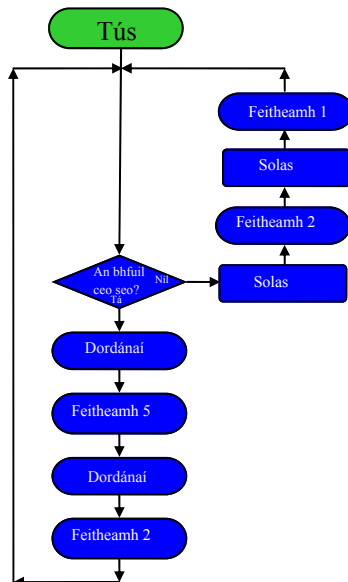 Tús
Feitheamh 1
Solas
Feitheamh 2
An bhfuil
ceo seo?
Níl
Tá
Solas
Dordánaí
Feitheamh 5
Dordánaí
Feitheamh 2